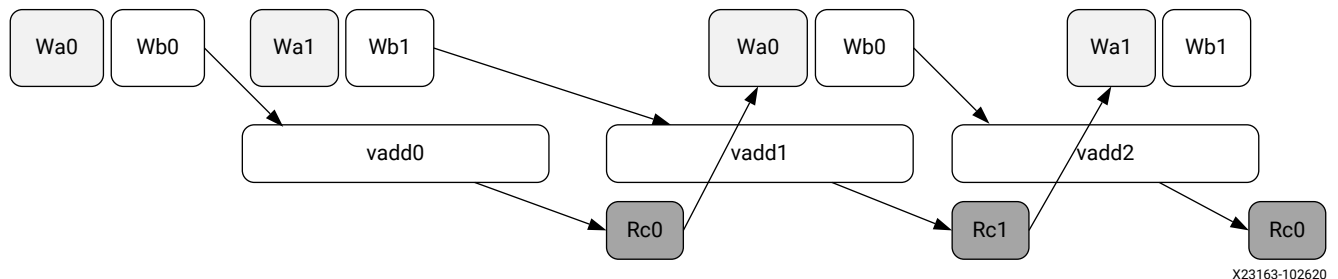 Wa0 Wb0 Wa1 Wb1 Wa0 Wb0 Wa1 Wb1
vadd0 vadd1 vadd2
Rc0 Rc1 Rc0
X23163-102620